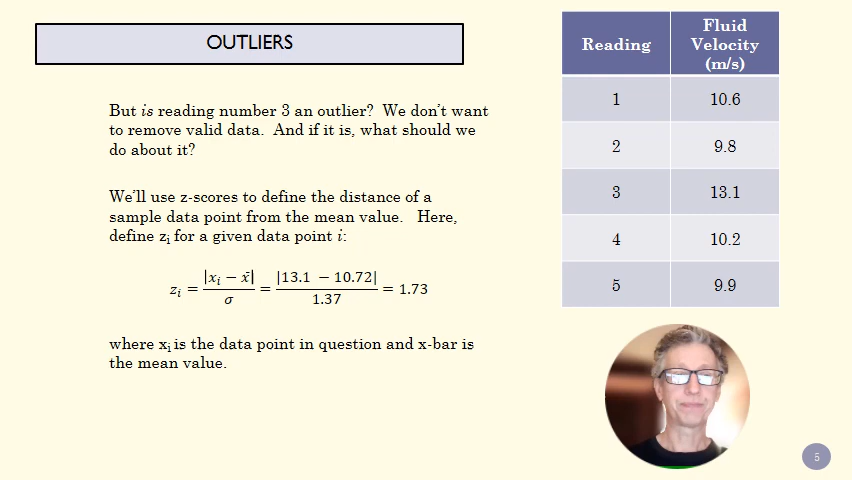 OUTLIERS
But is reading number 3 an outlier? We don't want
to remove valid data. And if it is, what should we
do about it?
We'll use z-scores to define the distance of a
sample data point from the mean value. Here,
define zᵢ for a given data point i:
zᵢ = |xᵢ − x̄| / σ = |13.1 − 10.72| / 1.37 = 1.73
where xᵢ is the data point in question and x-bar is
the mean value.
Reading Fluid Velocity (m/s)
1 10.6
2 9.8
3 13.1
4 10.2
5 9.9
5